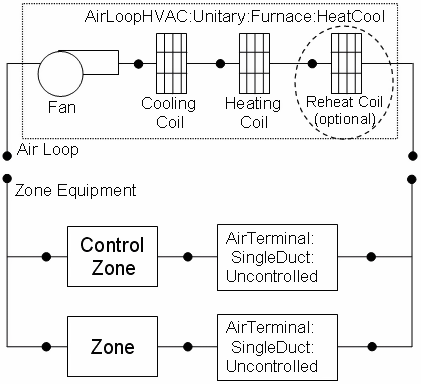 AirLoopHVAC:Unitary:Furnace:HeatCool
Fan
Cooling
Coil
Heating
Coil
Reheat Coil
(optional)
Air Loop
Zone Equipment
Control
Zone
AirTerminal:
SingleDuct:
Uncontrolled
Zone
AirTerminal:
SingleDuct:
Uncontrolled